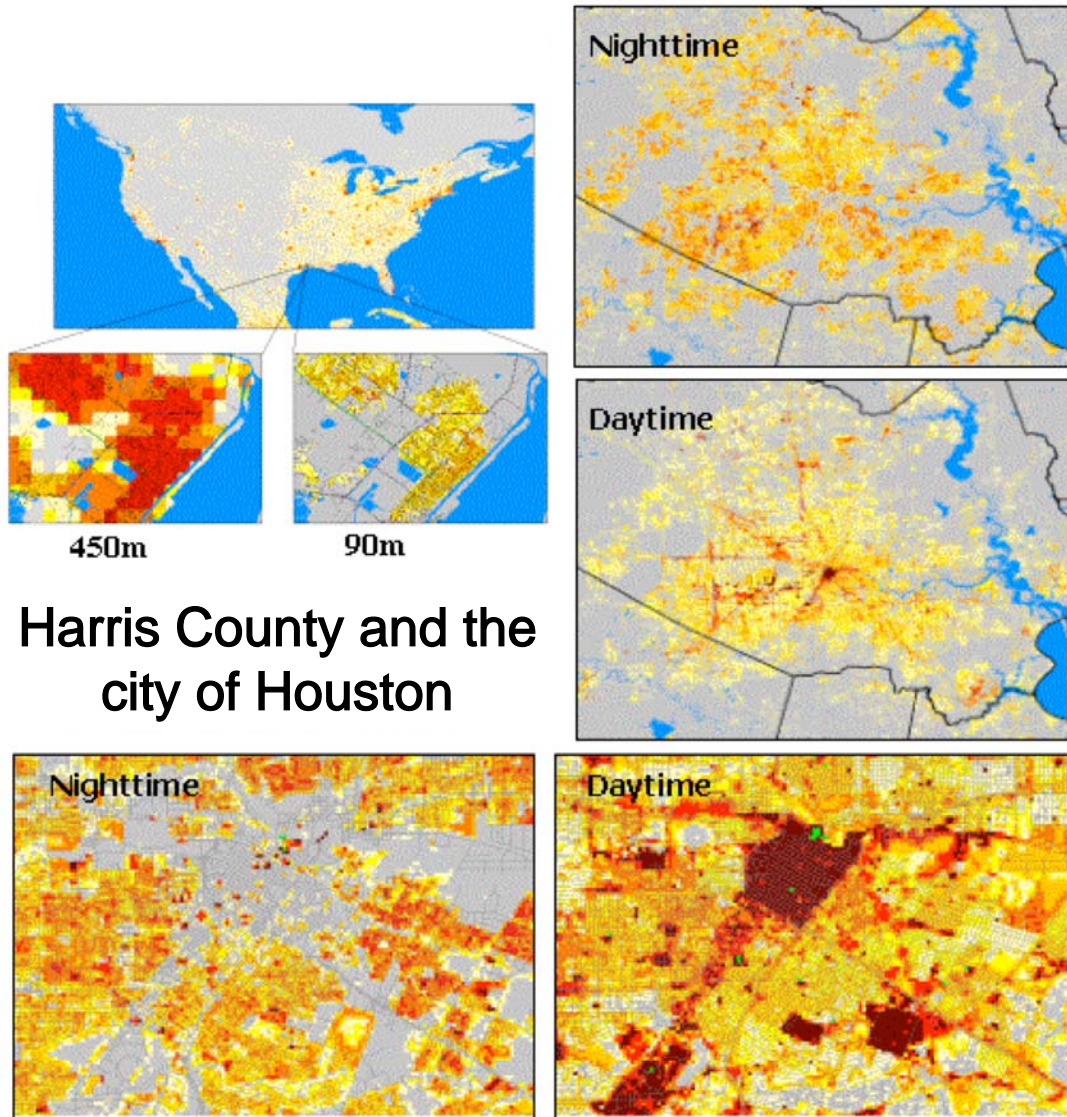 Nighttime
Daytime
450m
90m
Harris County and the
city of Houston
Nighttime
Daytime